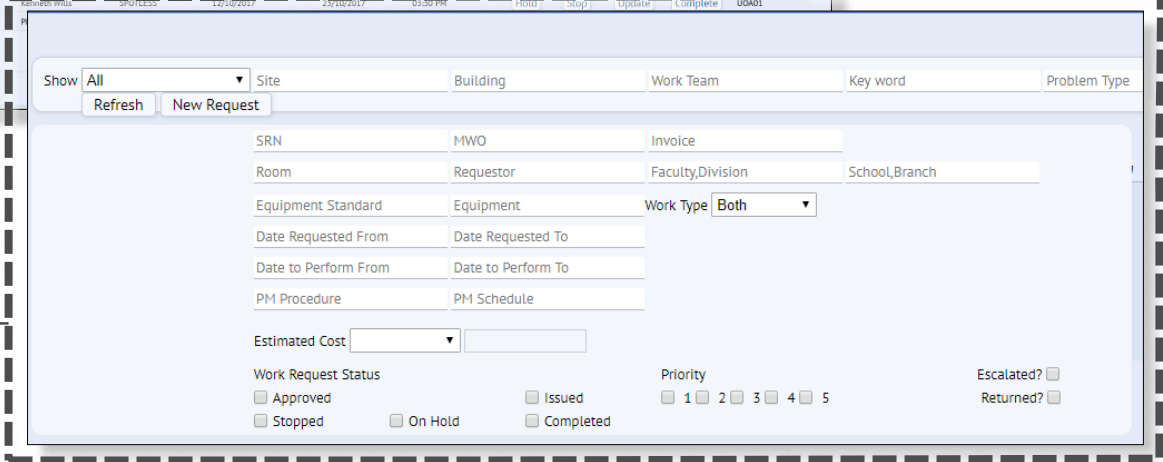 Kenneth Wills SPOTLESS 12/10/2017 23/10/2017 03:30 PM Hold Stop Update Complete UOA01
Show All Site Building Work Team Key word Problem Type
Refresh New Request
SRN MWO Invoice
Room Requestor Faculty,Division School,Branch
Equipment Standard Equipment Work Type Both
Date Requested From Date Requested To
Date to Perform From Date to Perform To
PM Procedure PM Schedule
Estimated Cost
Work Request Status Priority Escalated?
Approved Issued 1 2 3 4 5 Returned?
Stopped On Hold Completed